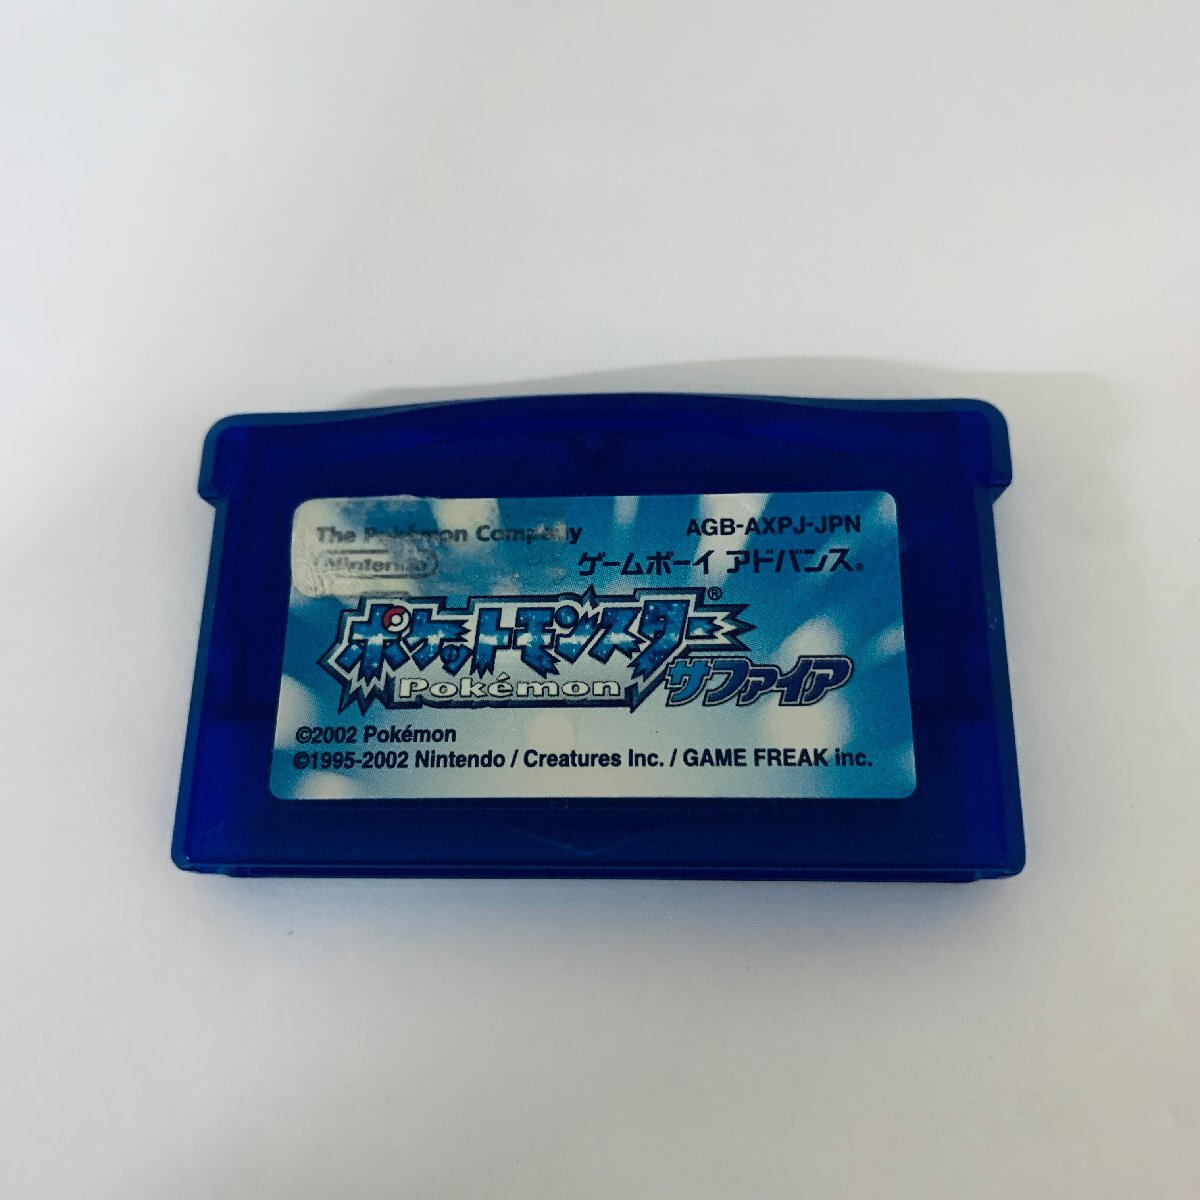 The Pokémon Company
Nintendo
AGB-AXPJ-JPN
ゲームボーイ アドバンス®
ポケットモンスター®
Pokémon
サファイア
©2002 Pokémon
©1995-2002 Nintendo / Creatures Inc. / GAME FREAK inc.